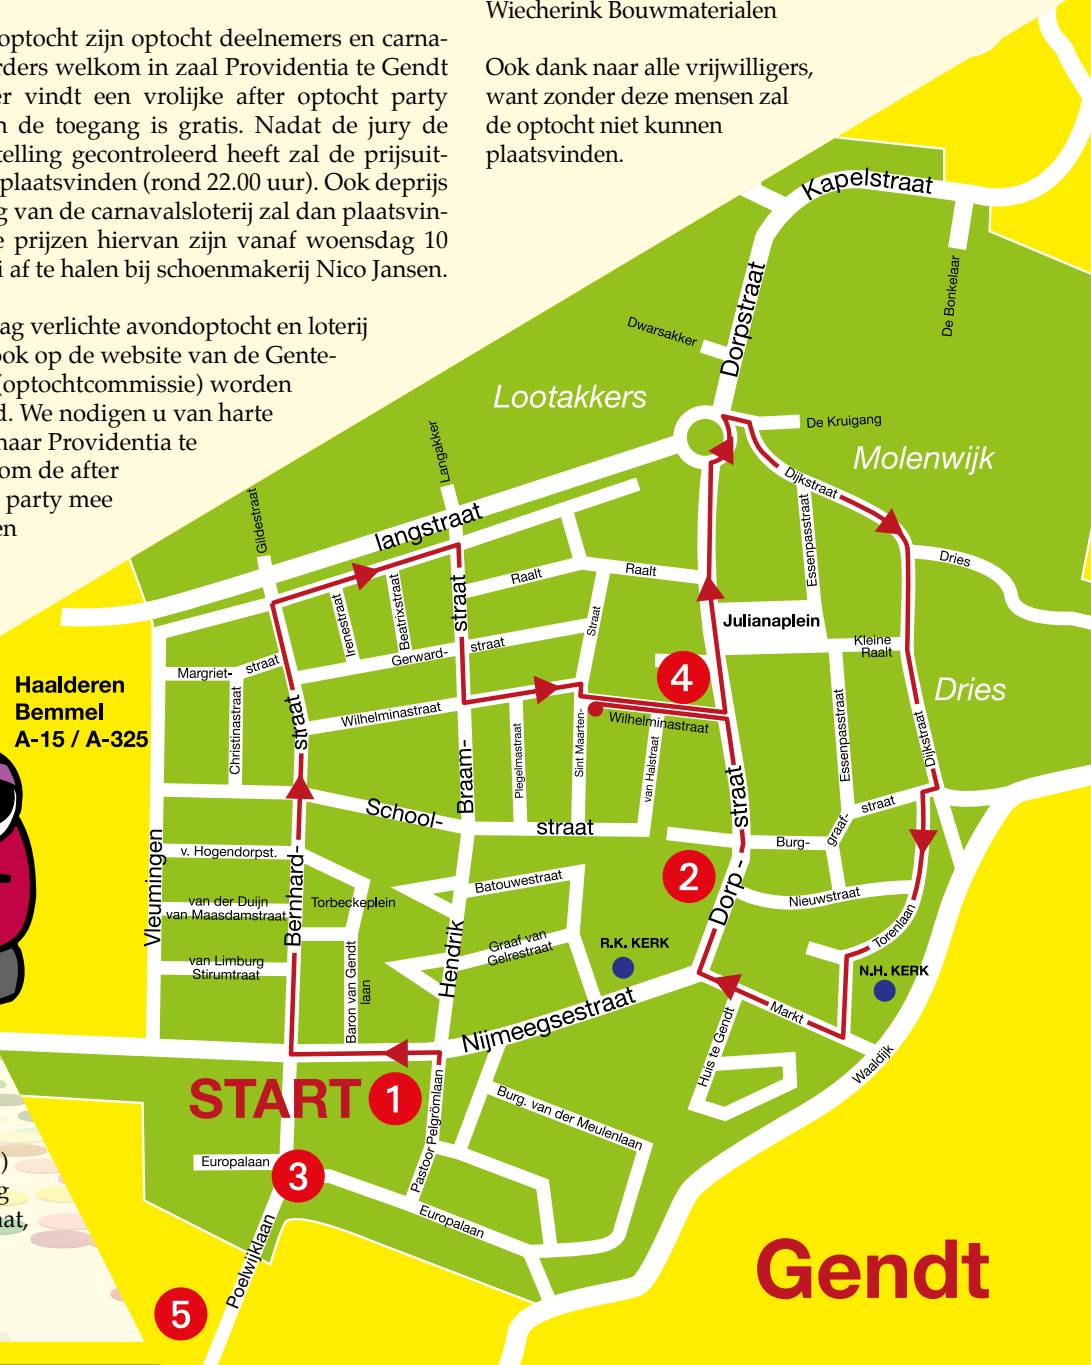 optocht zijn optocht deelnemers en carna-
rders welkom in zaal Providentia te Gendt
er vindt een vrolijke after optocht party
n de toegang is gratis. Nadat de jury de
telling gecontroleerd heeft zal de prijsuit-
plaatsvinden (rond 22.00 uur). Ook deprijs
g van de carnavalsloterij zal dan plaatsvin-
e prijzen hiervan zijn vanaf woensdag 10
i af te halen bij schoenmakerij Nico Jansen.
ag verlichte avondoptocht en loterij
ook op de website van de Gente-
(optochtcommissie) worden
d. We nodigen u van harte
naar Providentia te
om de after
party mee
en
Wiecherink Bouwmaterialen
Ook dank naar alle vrijwilligers,
want zonder deze mensen zal
de optocht niet kunnen
plaatsvinden.
Kapelstraat
De Bonkelaar
Dorpstraat
Dwarsakker
Lootakkers
De Kruigang
Molenwijk
Langakker
Gildestraat
langstraat
Dijkstraat
Essenpasstraat
Dries
Raalt
Raalt
Irenestraat
Beatrixstraat
straat
Straat
Julianaplein
Kleine
Raalt
Gerward-
straat
Margriet-
straat
Christinastraat
Haalderen
Bemmel
A-15 / A-325
4
Dries
Wilhelminastraat
Wilhelminastraat
straat
Plegelmastraat
Sint Maarten-
van Halstraat
straat
Essenpasstraat
Dijkstraat
Braam-
School-
straat
straat
graaf-
Burg-
Vleumingen
v. Hogendorpst.
Bernhard-
2
Batouwestraat
Nieuwstraat
van der Duijn
van Maasdamstraat
Torbeckeplein
Dorp -
Torenlaan
Hendrik
Graaf van
Gelrestraat
R.K. KERK
N.H. KERK
van Limburg
Stirumtraat
Baron van Gendt
laan
Nijmeegsestraat
Markt
Huis te Gendt
Waaldijk
START 1
Pastoor Pelgrömlaan
Burg. van der Meulenlaan
Europalaan
3
Europalaan
)
g
at,
Poelwijklaan
Gendt
5